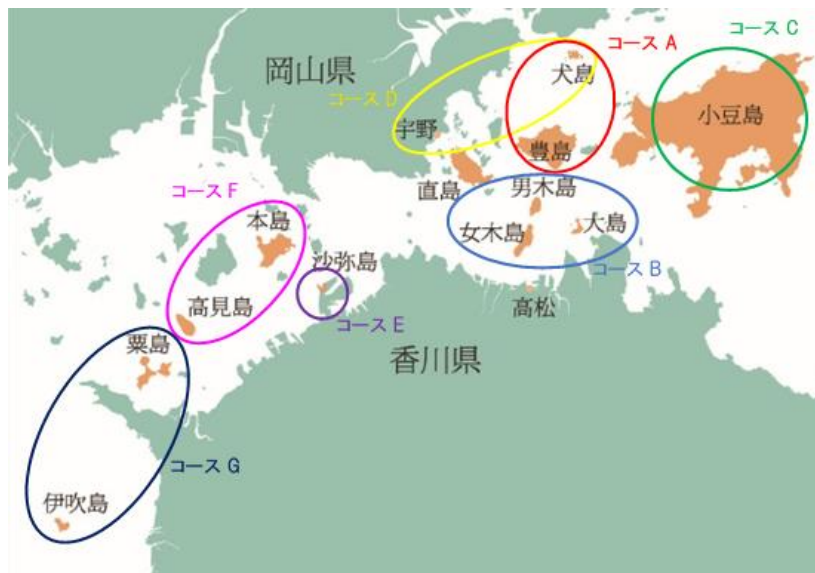 コース C
コース A
岡山県
犬島
コース D
宇野
小豆島
豊島
直島
男木島
コース F
本島
女木島
大島
沙弥島
コース B
高見島
高松
コース E
粟島
香川県
コース G
伊吹島